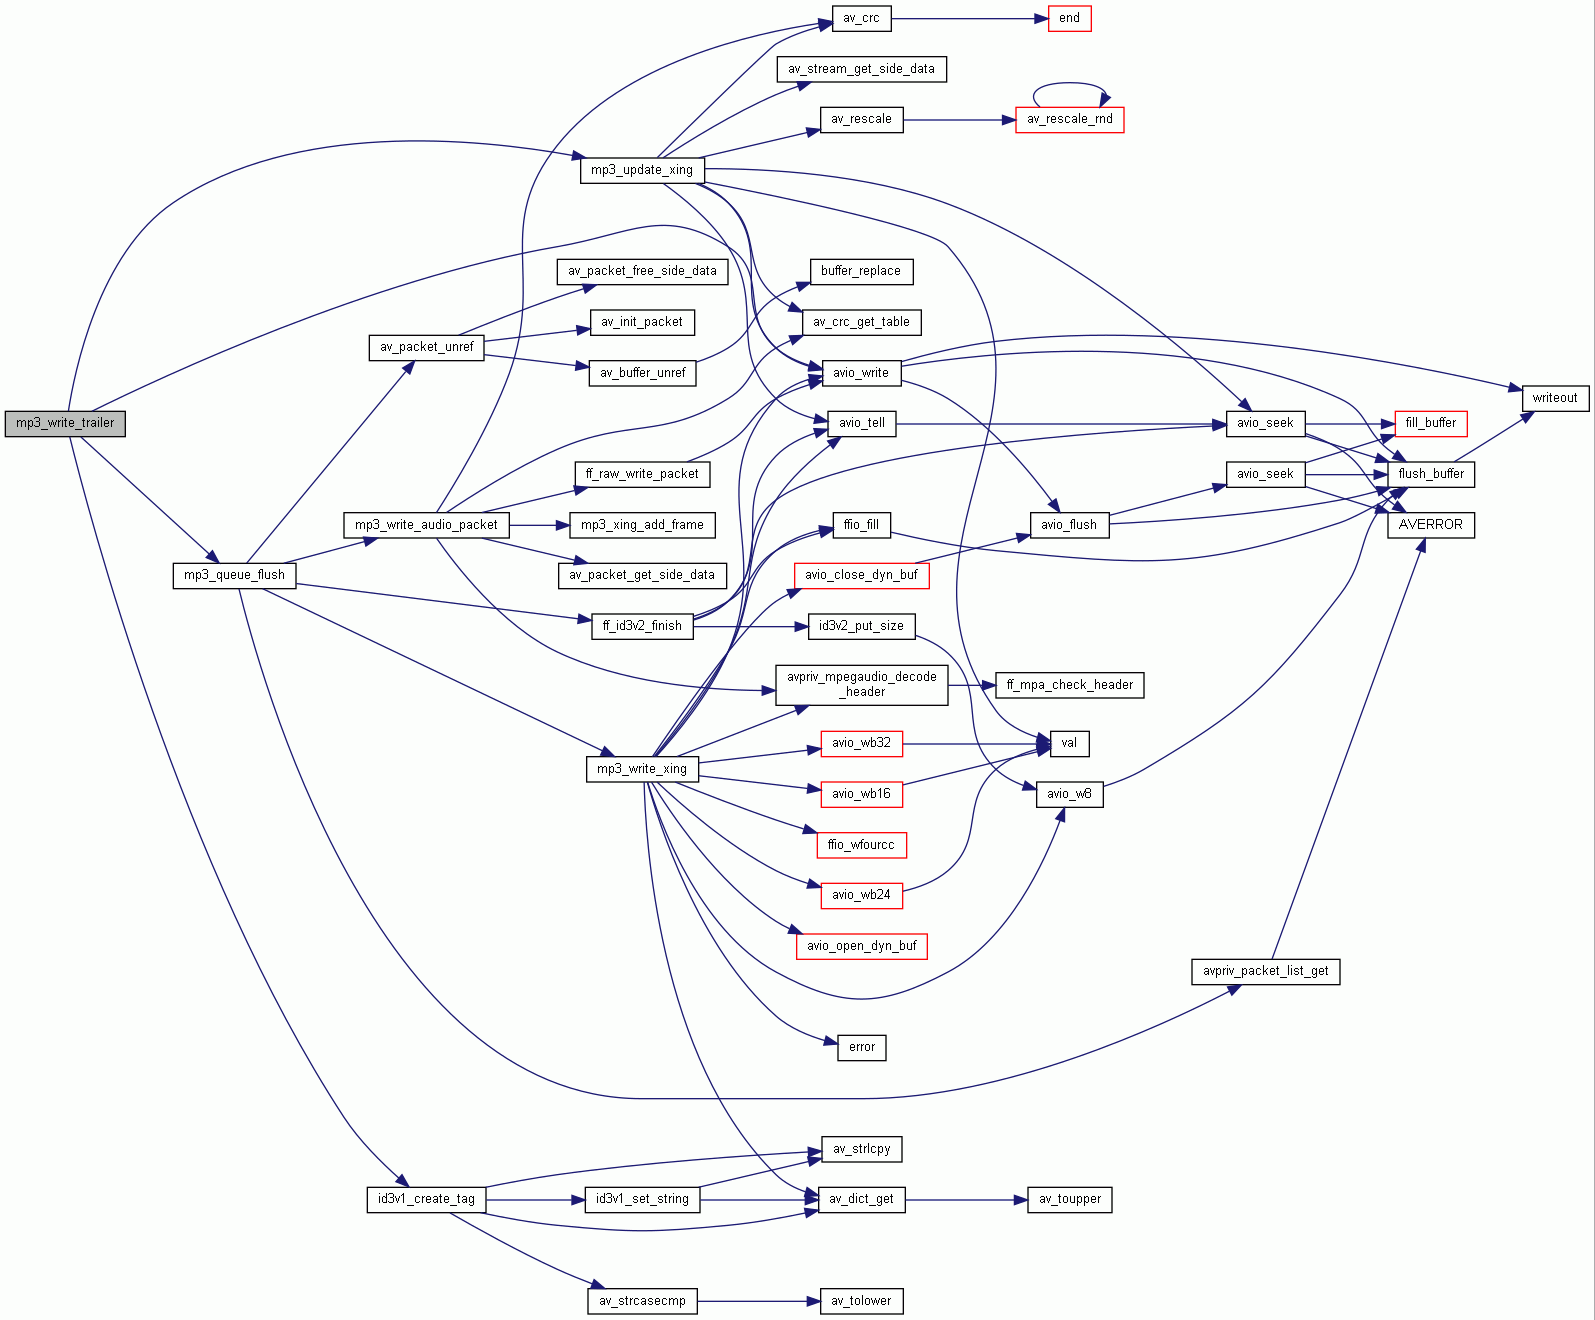 av_crc
end
av_stream_get_side_data
av_rescale
av_rescale_rnd
mp3_update_xing
av_packet_free_side_data
buffer_replace
av_init_packet
av_crc_get_table
av_packet_unref
av_buffer_unref
avio_write
writeout
mp3_write_trailer
avio_tell
avio_seek
fill_buffer
ff_raw_write_packet
avio_seek
flush_buffer
mp3_write_audio_packet
mp3_xing_add_frame
ffio_fill
avio_flush
AVERROR
mp3_queue_flush
av_packet_get_side_data
avio_close_dyn_buf
ff_id3v2_finish
id3v2_put_size
avpriv_mpegaudio_decode
_header
ff_mpa_check_header
avio_wb32
val
mp3_write_xing
avio_wb16
avio_w8
ffio_wfourcc
avio_wb24
avio_open_dyn_buf
avpriv_packet_list_get
error
av_strlcpy
id3v1_create_tag
id3v1_set_string
av_dict_get
av_toupper
av_strcasecmp
av_tolower